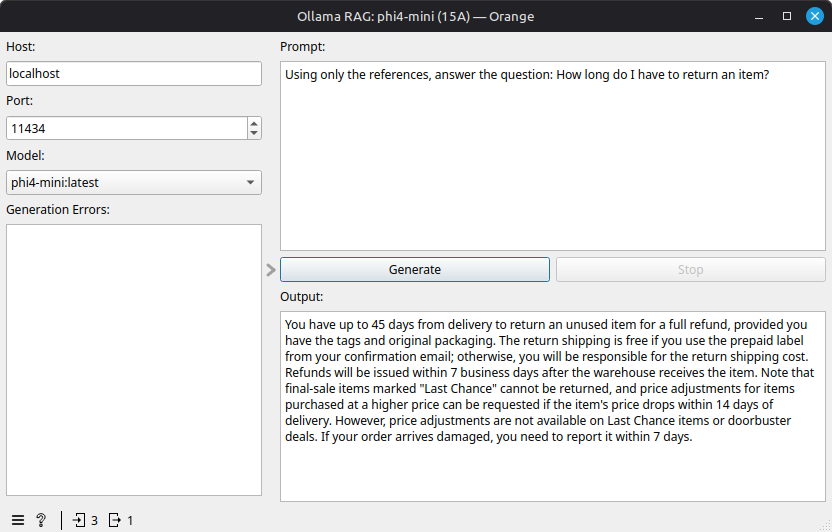 Ollama RAG: phi4-mini (15A) — Orange
Host:
localhost
Port:
11434
Model:
phi4-mini:latest
Generation Errors:
Prompt:
Using only the references, answer the question: How long do I have to return an item?
Generate
Stop
Output:
You have up to 45 days from delivery to return an unused item for a full refund, provided you
have the tags and original packaging. The return shipping is free if you use the prepaid label
from your confirmation email; otherwise, you will be responsible for the return shipping cost.
Refunds will be issued within 7 business days after the warehouse receives the item. Note that
final-sale items marked "Last Chance" cannot be returned, and price adjustments for items
purchased at a higher price can be requested if the item's price drops within 14 days of
delivery. However, price adjustments are not available on Last Chance items or doorbuster
deals. If your order arrives damaged, you need to report it within 7 days.
? 3 1